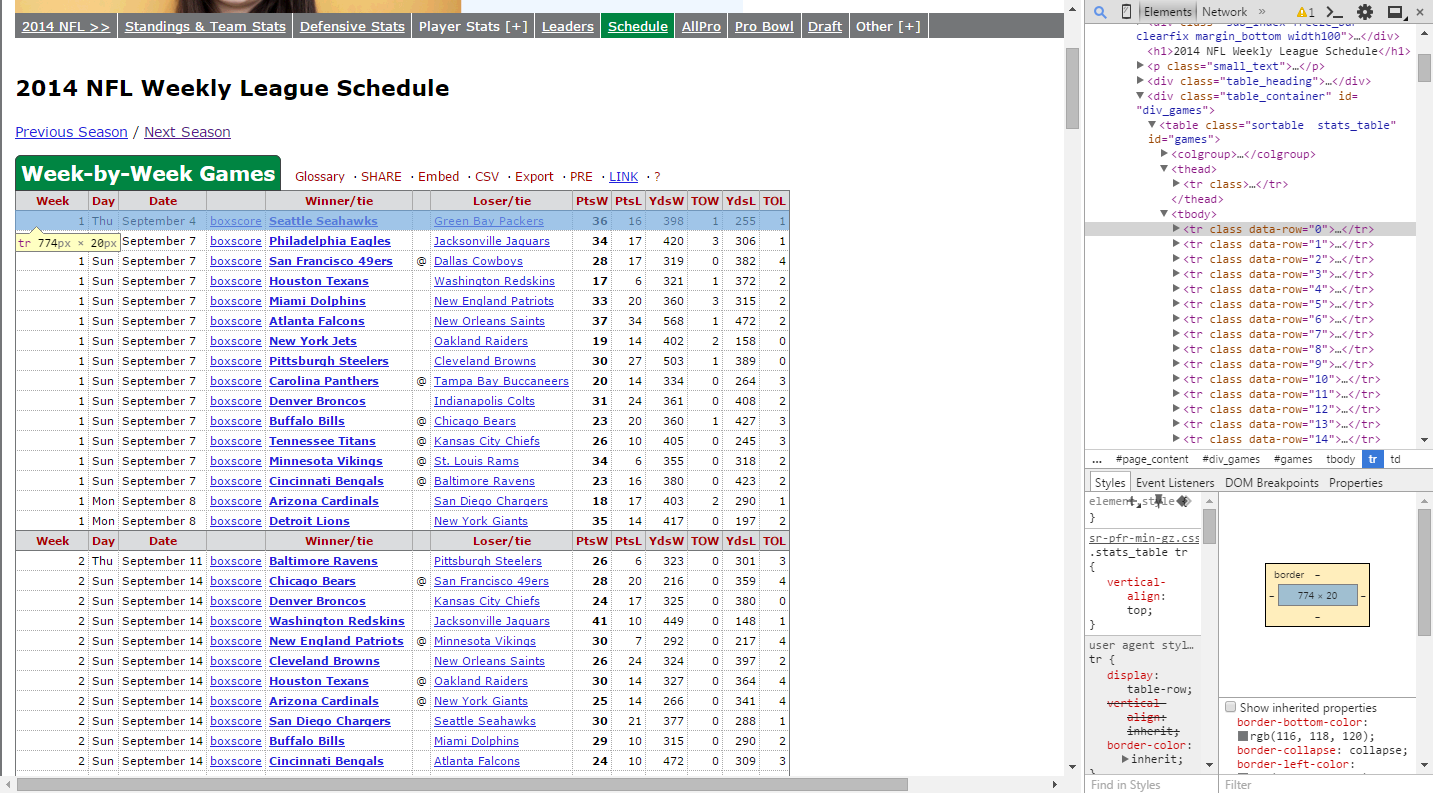 2014 NFL >> Standings & Team Stats Defensive Stats Player Stats [+] Leaders Schedule AllPro Pro Bowl Draft Other [+]
2014 NFL Weekly League Schedule
Previous Season / Next Season
Week-by-Week Games Glossary · SHARE · Embed · CSV · Export · PRE · LINK · ?
Week Day Date Winner/tie Loser/tie PtsW PtsL YdsW TOW YdsL TOL
1 Thu September 4 boxscore Seattle Seahawks Green Bay Packers 36 16 398 1 255 1
tr 774px × 20px September 7 boxscore Philadelphia Eagles Jacksonville Jaguars 34 17 420 3 306 1
1 Sun September 7 boxscore San Francisco 49ers @ Dallas Cowboys 28 17 319 0 382 4
1 Sun September 7 boxscore Houston Texans Washington Redskins 17 6 321 1 372 2
1 Sun September 7 boxscore Miami Dolphins New England Patriots 33 20 360 3 315 2
1 Sun September 7 boxscore Atlanta Falcons New Orleans Saints 37 34 568 1 472 2
1 Sun September 7 boxscore New York Jets Oakland Raiders 19 14 402 2 158 0
1 Sun September 7 boxscore Pittsburgh Steelers Cleveland Browns 30 27 503 1 389 0
1 Sun September 7 boxscore Carolina Panthers @ Tampa Bay Buccaneers 20 14 334 0 264 3
1 Sun September 7 boxscore Denver Broncos Indianapolis Colts 31 24 361 0 408 2
1 Sun September 7 boxscore Buffalo Bills @ Chicago Bears 23 20 360 1 427 3
1 Sun September 7 boxscore Tennessee Titans @ Kansas City Chiefs 26 10 405 0 245 3
1 Sun September 7 boxscore Minnesota Vikings @ St. Louis Rams 34 6 355 0 318 2
1 Sun September 7 boxscore Cincinnati Bengals @ Baltimore Ravens 23 16 380 0 423 2
1 Mon September 8 boxscore Arizona Cardinals San Diego Chargers 18 17 403 2 290 1
1 Mon September 8 boxscore Detroit Lions New York Giants 35 14 417 0 197 2
Week Day Date Winner/tie Loser/tie PtsW PtsL YdsW TOW YdsL TOL
2 Thu September 11 boxscore Baltimore Ravens Pittsburgh Steelers 26 6 323 0 301 3
2 Sun September 14 boxscore Chicago Bears @ San Francisco 49ers 28 20 216 0 359 4
2 Sun September 14 boxscore Denver Broncos Kansas City Chiefs 24 17 325 0 380 0
2 Sun September 14 boxscore Washington Redskins Jacksonville Jaguars 41 10 449 0 148 1
2 Sun September 14 boxscore New England Patriots @ Minnesota Vikings 30 7 292 0 217 4
2 Sun September 14 boxscore Cleveland Browns New Orleans Saints 26 24 324 0 397 2
2 Sun September 14 boxscore Houston Texans @ Oakland Raiders 30 14 327 0 364 4
2 Sun September 14 boxscore Arizona Cardinals @ New York Giants 25 14 266 0 341 4
2 Sun September 14 boxscore San Diego Chargers Seattle Seahawks 30 21 377 0 288 1
2 Sun September 14 boxscore Buffalo Bills Miami Dolphins 29 10 315 0 290 2
2 Sun September 14 boxscore Cincinnati Bengals Atlanta Falcons 24 10 472 0 309 3
Elements Network » 1
clearfix margin_bottom width100">…</div>
<h1>2014 NFL Weekly League Schedule</h1>
<p class="small_text">…</p>
<div class="table_heading">…</div>
<div class="table_container" id=
"div_games">
<table class="sortable stats_table"
id="games">
<colgroup>…</colgroup>
<thead>
<tr class>…</tr>
</thead>
<tbody>
<tr class data-row="0">…</tr>
<tr class data-row="1">…</tr>
<tr class data-row="2">…</tr>
<tr class data-row="3">…</tr>
<tr class data-row="4">…</tr>
<tr class data-row="5">…</tr>
<tr class data-row="6">…</tr>
<tr class data-row="7">…</tr>
<tr class data-row="8">…</tr>
<tr class data-row="9">…</tr>
<tr class data-row="10">…</tr>
<tr class data-row="11">…</tr>
<tr class data-row="12">…</tr>
<tr class data-row="13">…</tr>
<tr class data-row="14">…</tr>
... #page_content #div_games #games tbody tr td
Styles Event Listeners DOM Breakpoints Properties
element.style
}
sr-pfr-min-gz.css
.stats_table tr
{
vertical-
align:
top;
}
user agent styl…
tr {
display:
table-row;
vertical-
align:
inherit;
border-color:
inherit;
Find in Styles
border –
– 774 × 20 –
–
Show inherited properties
border-bottom-color:
rgb(116, 118, 120);
border-collapse: collapse;
border-left-color:
Filter